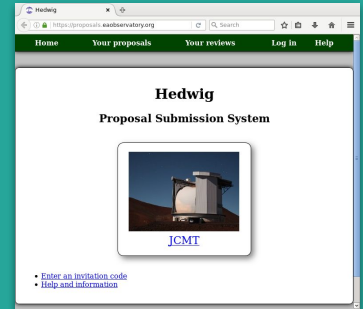 Hedwig
https://proposals.eaobservatory.org
Search
Home Your proposals Your reviews Log in Help
Hedwig
Proposal Submission System
JCMT
Enter an invitation code
Help and information